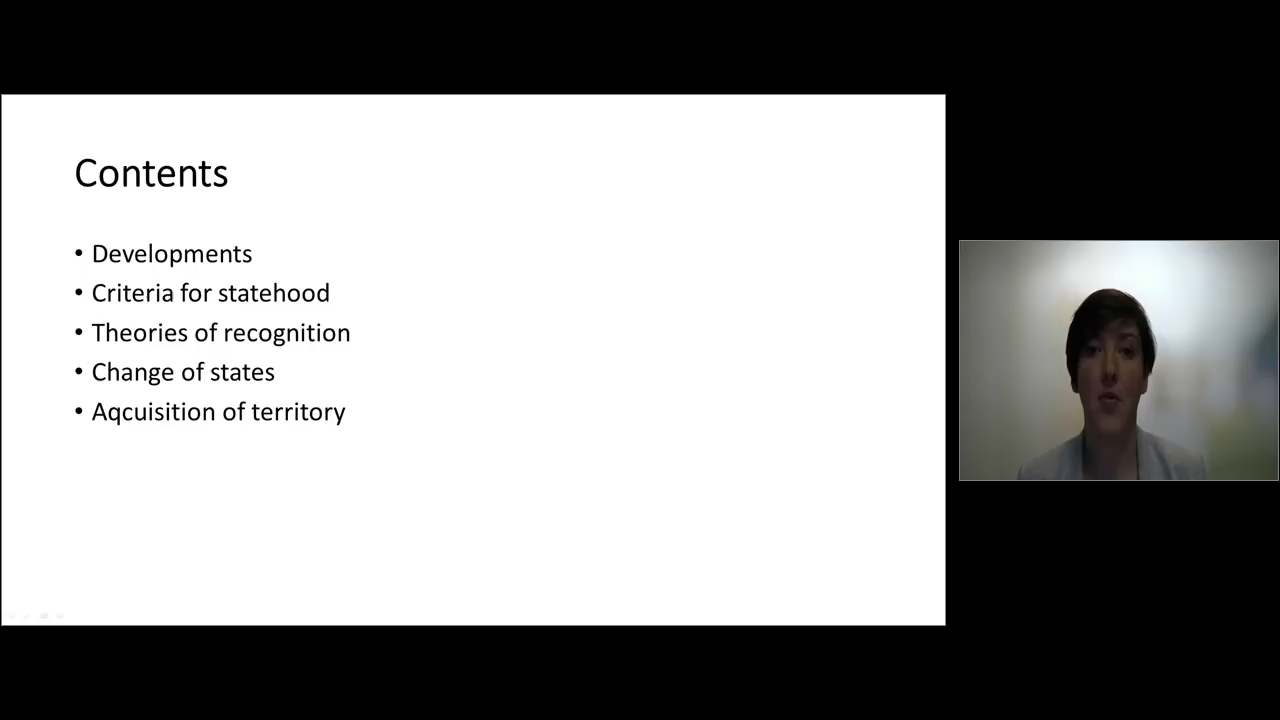 Contents
• Developments
• Criteria for statehood
• Theories of recognition
• Change of states
• Aqcuisition of territory